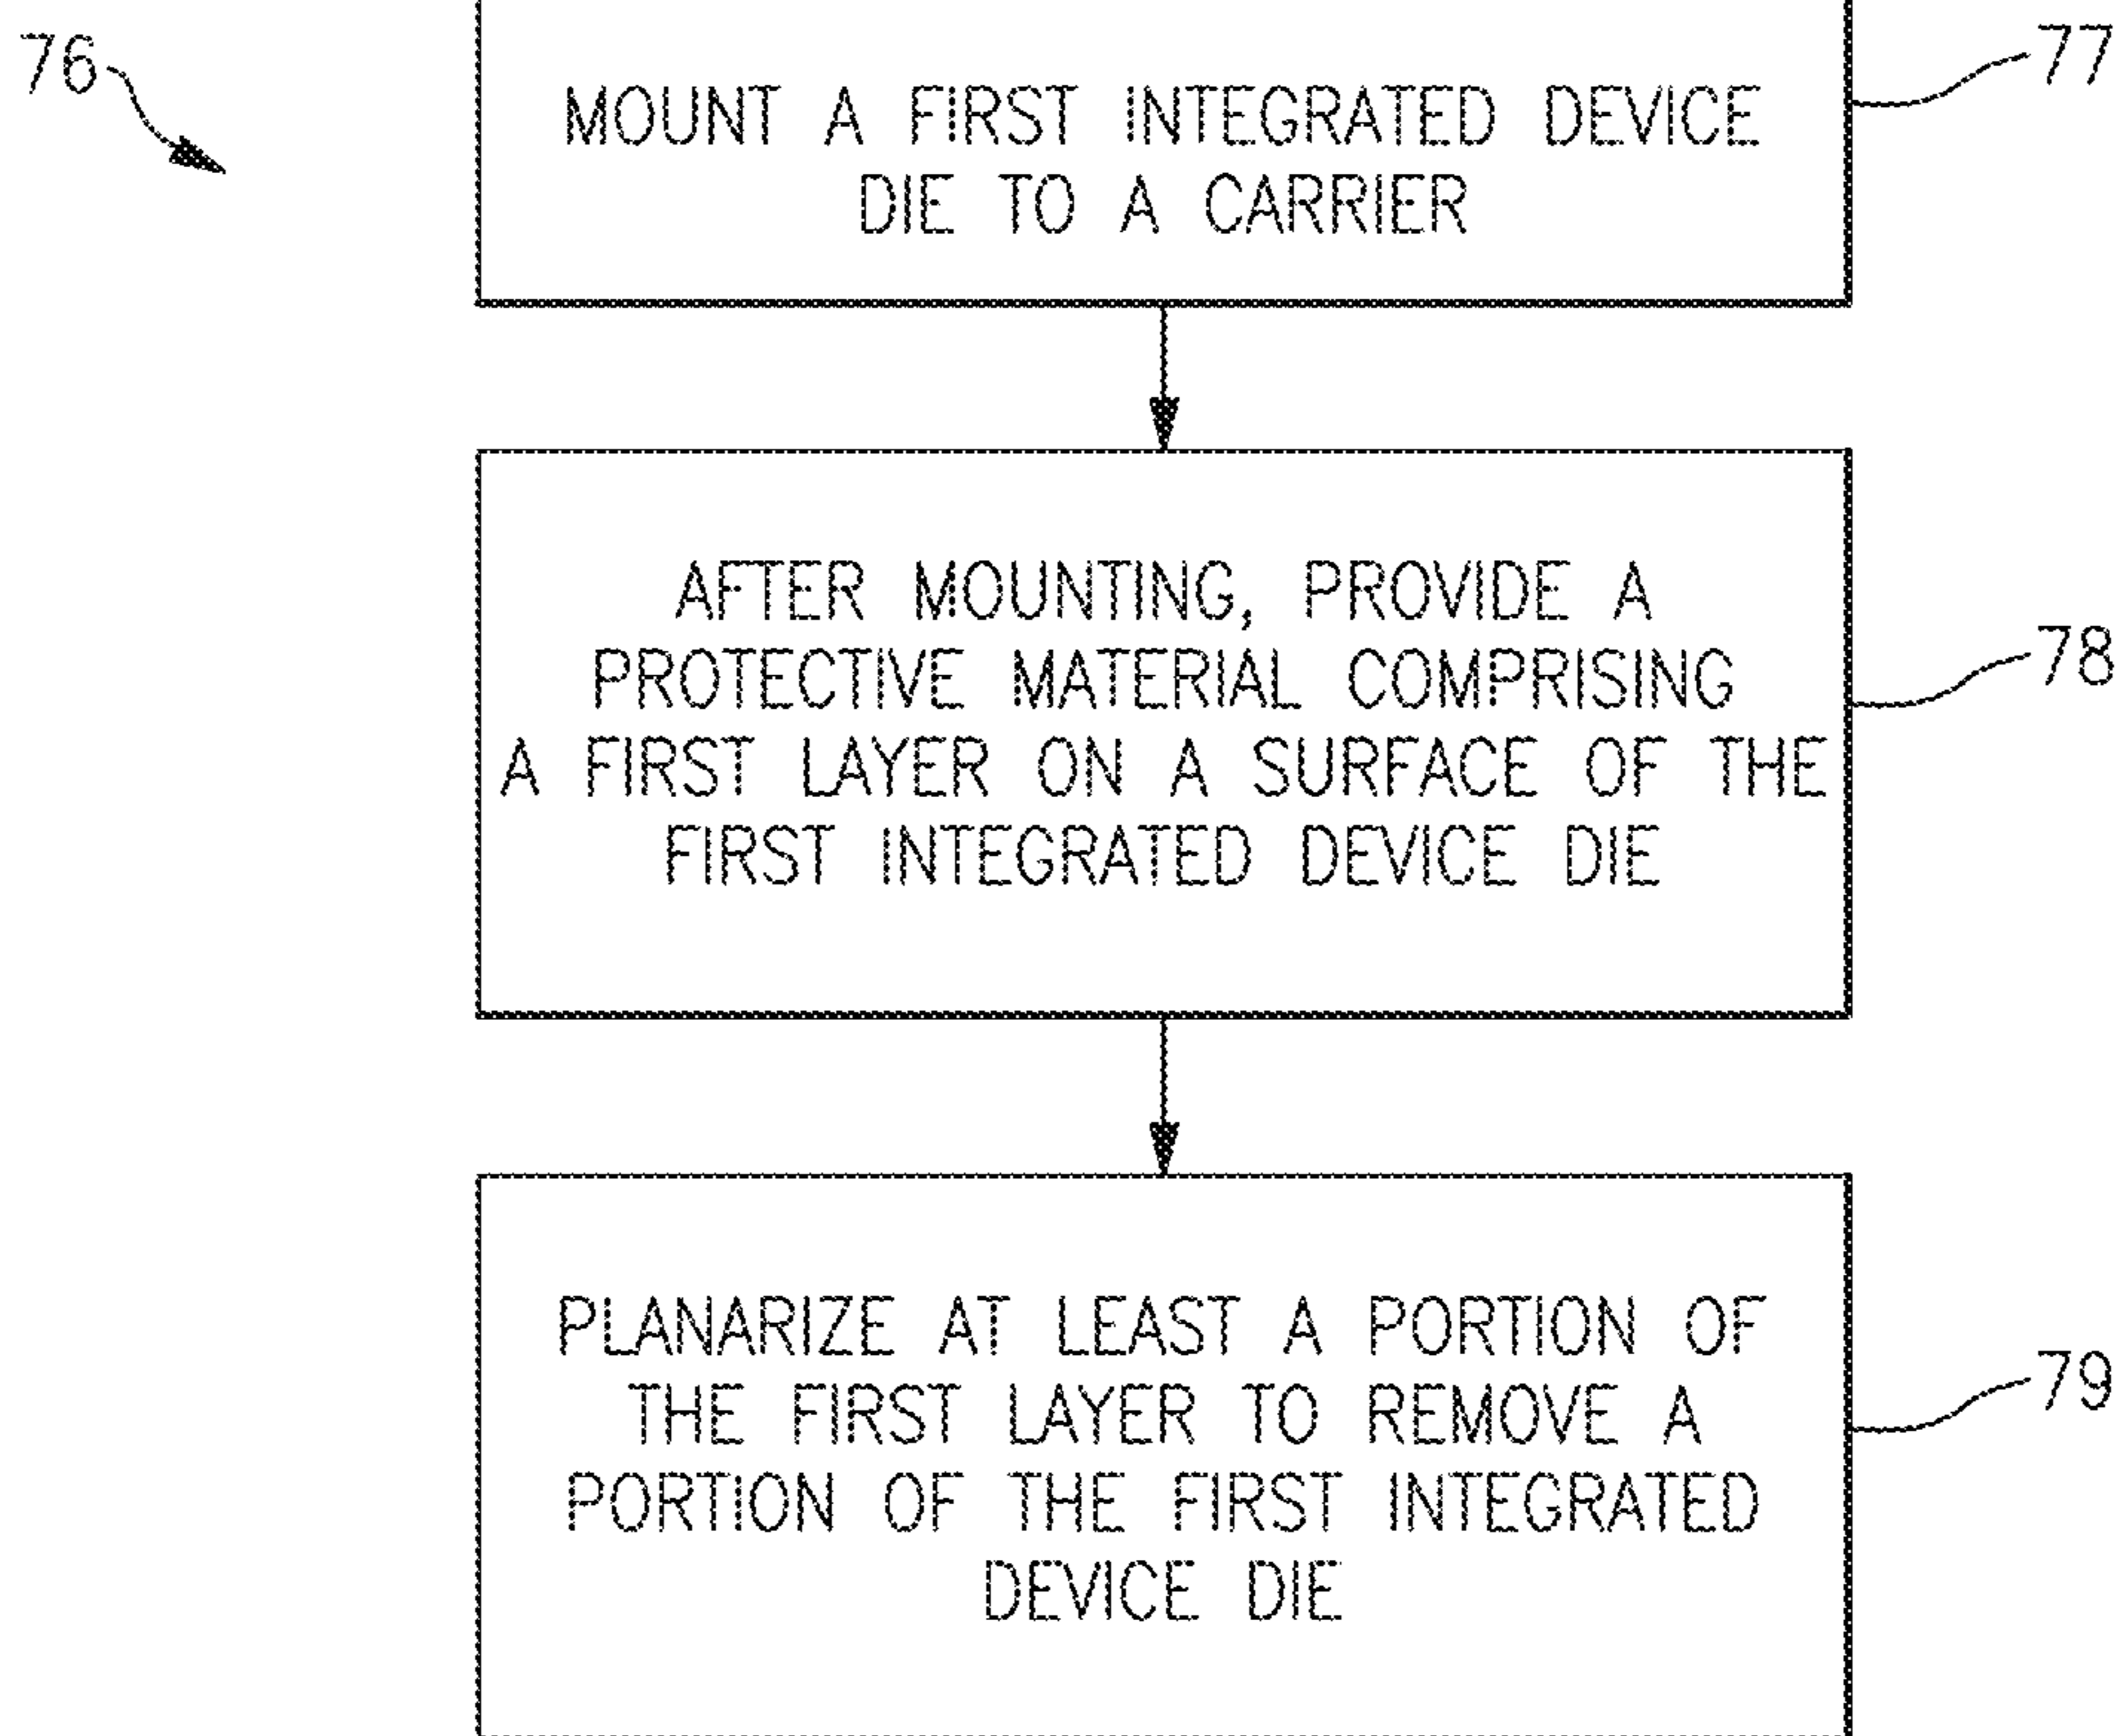 76
77
MOUNT A FIRST INTEGRATED DEVICE
DIE TO A CARRIER
AFTER MOUNTING, PROVIDE A
PROTECTIVE MATERIAL COMPRISING
A FIRST LAYER ON A SURFACE OF THE
FIRST INTEGRATED DEVICE DIE
78
PLANARIZE AT LEAST A PORTION OF
THE FIRST LAYER TO REMOVE A
PORTION OF THE FIRST INTEGRATED
DEVICE DIE
79